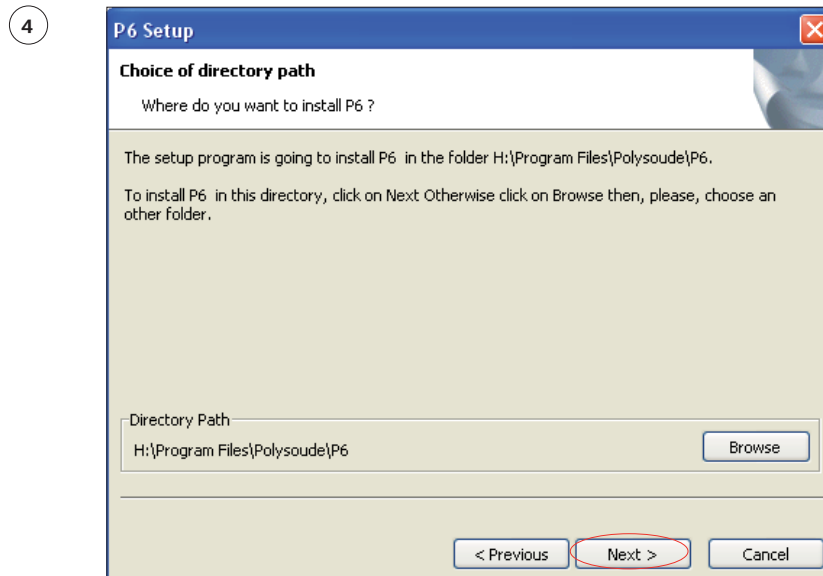 4
P6 Setup
Choice of directory path
Where do you want to install P6 ?
The setup program is going to install P6 in the folder H:\Program Files\Polysoude\P6.
To install P6 in this directory, click on Next Otherwise click on Browse then, please, choose an
other folder.
Directory Path
H:\Program Files\Polysoude\P6
Browse
< Previous
Next >
Cancel